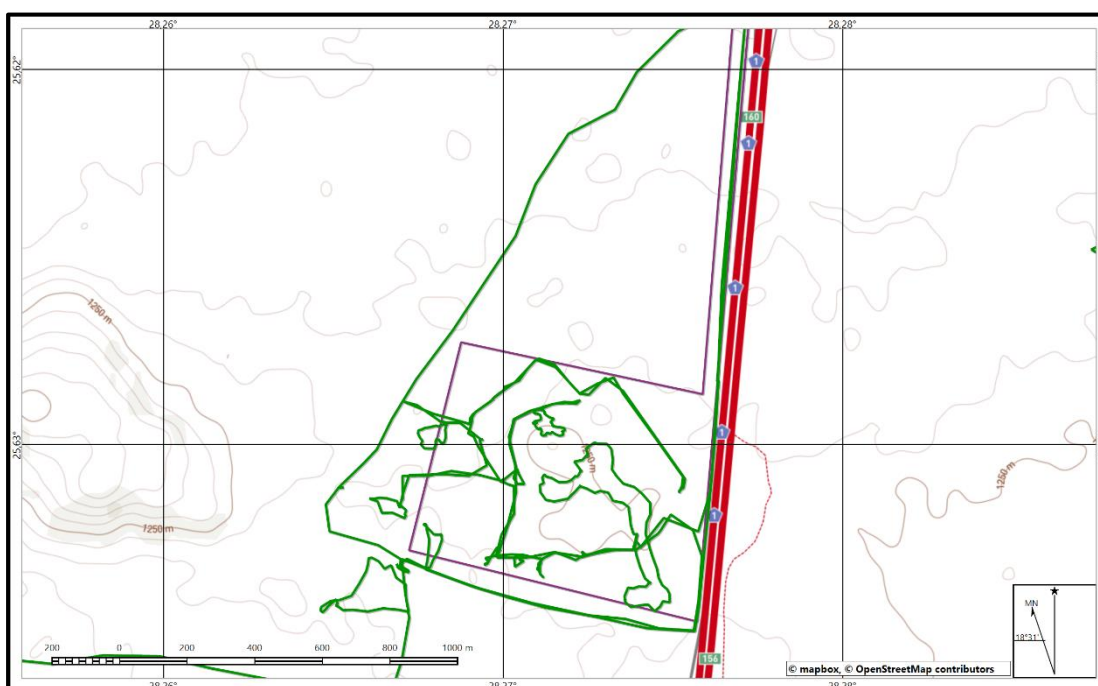 28.26° 28.27° 28.28°
25.62°
1
160
1
1
1250 m
25.63°
1
1250 m
1250 m
1
1250 m
MN
18°31'
200 0 200 400 600 800 1000 m
156
© mapbox, © OpenStreetMap contributors
28.26° 28.27° 28.28°